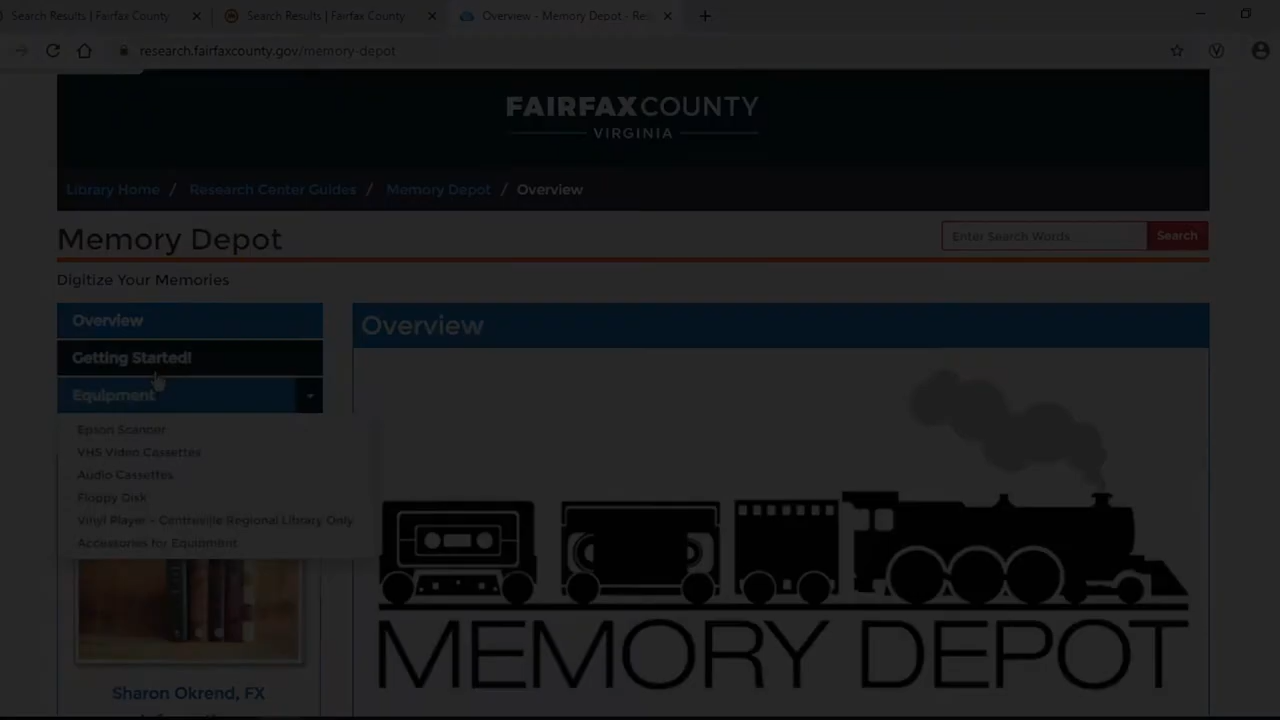 Search Results | Fairfax County
Search Results | Fairfax County
Overview - Memory Depot - Res
research.fairfaxcounty.gov/memory-depot
FAIRFAX COUNTY
VIRGINIA
Library Home / Research Center Guides / Memory Depot / Overview
Memory Depot
Enter Search Words
Search
Digitize Your Memories
Overview
Getting Started!
Equipment
Epson Scanner
VHS Video Cassettes
Audio Cassettes
Floppy Disk
Vinyl Player - Centreville Regional Library Only
Accessories for Equipment
Sharon Okrend, FX
Overview
MEMORY DEPOT